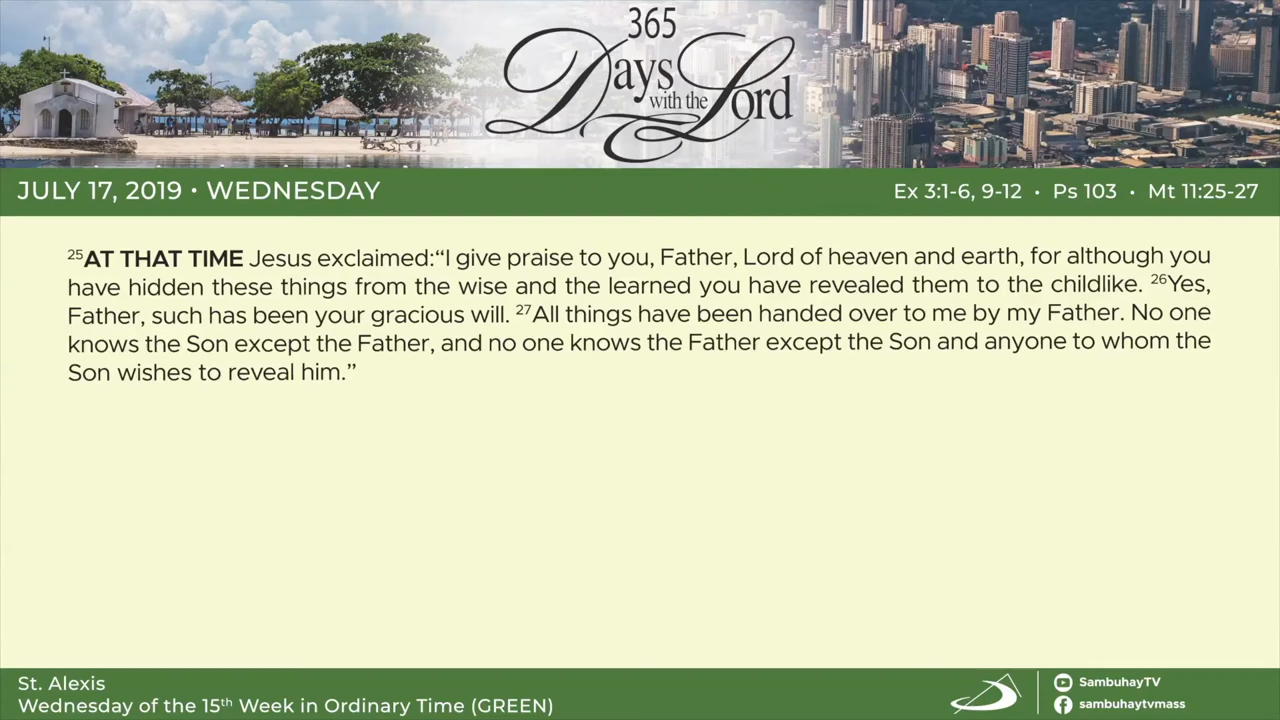 365
Days
with the
Lord
JULY 17, 2019 • WEDNESDAY
Ex 3:1-6, 9-12 • Ps 103 • Mt 11:25-27
25AT THAT TIME Jesus exclaimed:“I give praise to you, Father, Lord of heaven and earth, for although you
have hidden these things from the wise and the learned you have revealed them to the childlike. 26Yes,
Father, such has been your gracious will. 27All things have been handed over to me by my Father. No one
knows the Son except the Father, and no one knows the Father except the Son and anyone to whom the
Son wishes to reveal him.”
St. Alexis
Wednesday of the 15th Week in Ordinary Time (GREEN)
SambuhayTV
sambuhaytvmass